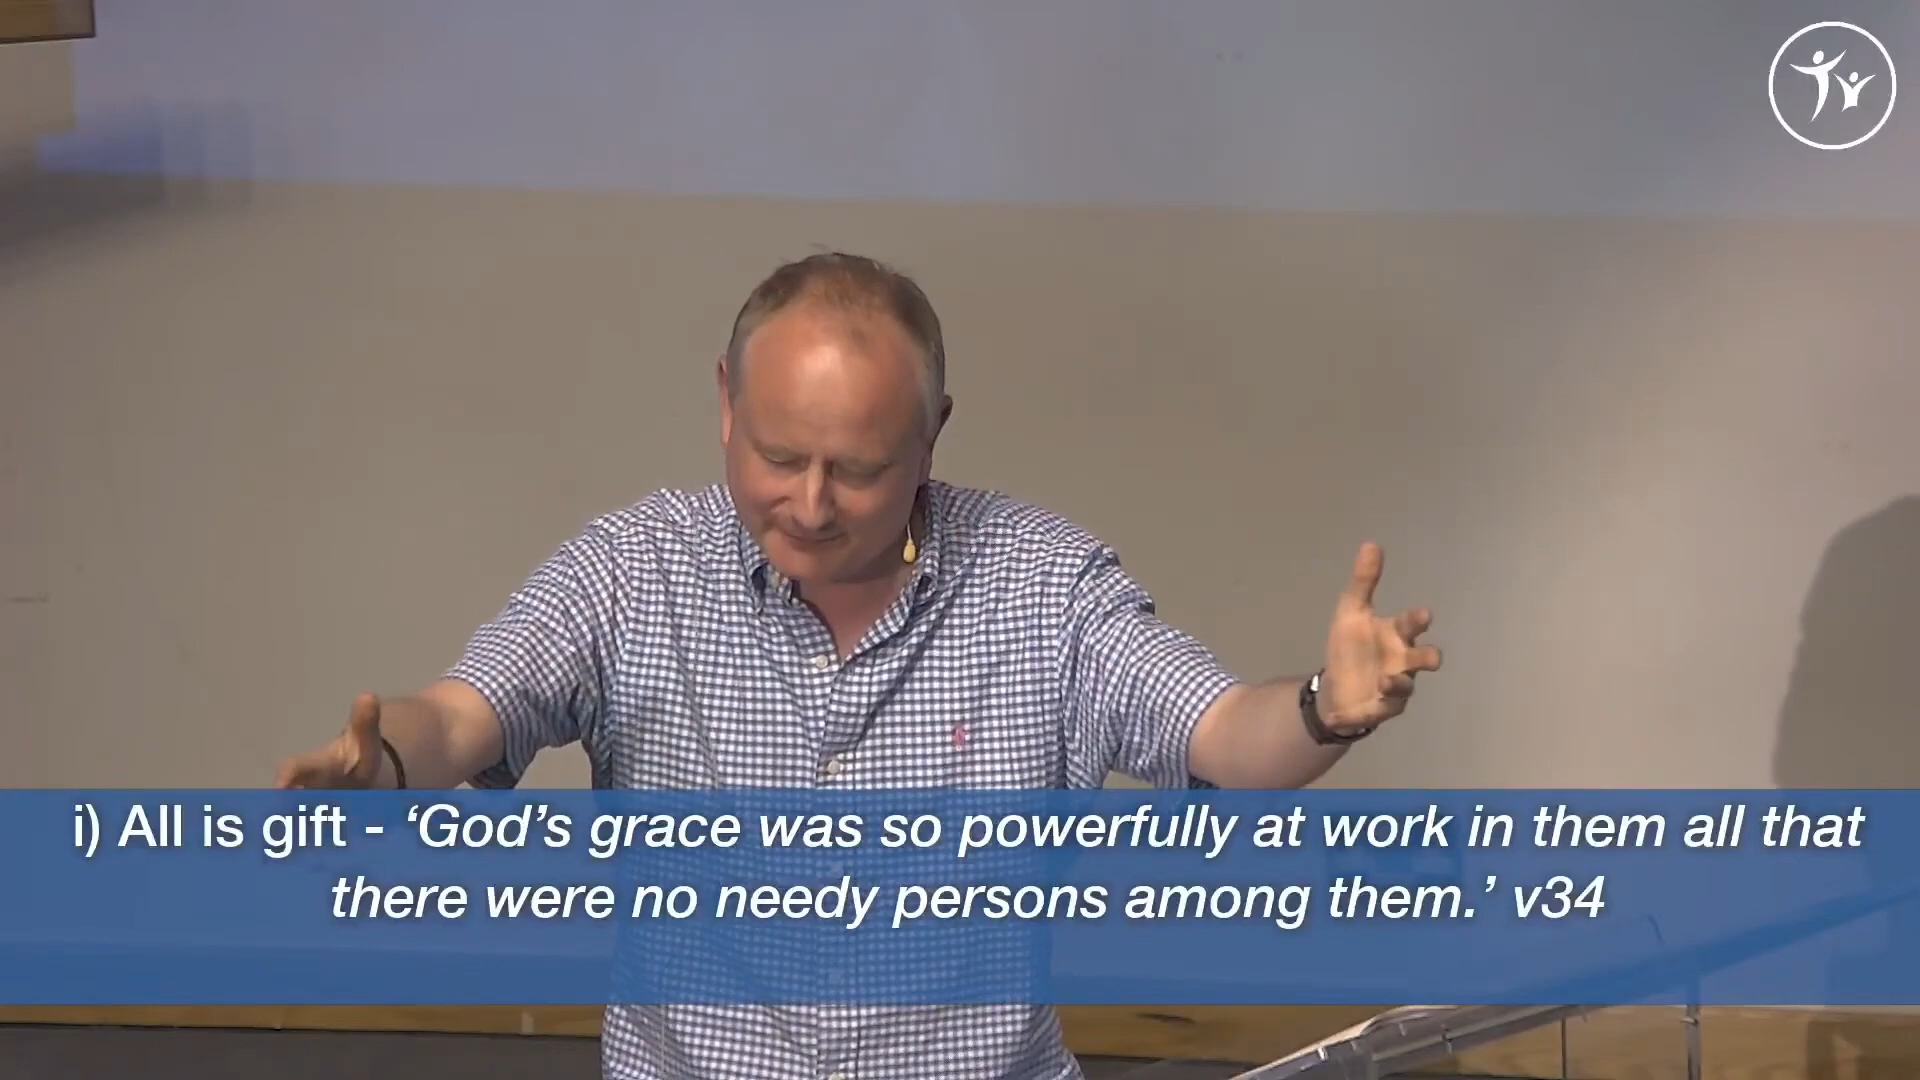 i) All is gift - ‘God’s grace was so powerfully at work in them all that
there were no needy persons among them.’ v34